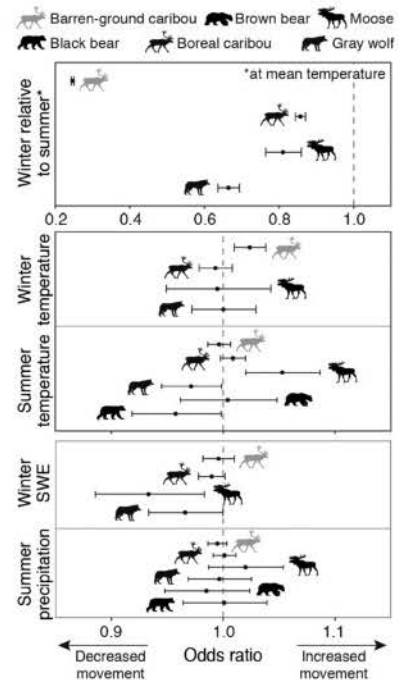 Barren-ground caribou Brown bear Moose
Black bear Boreal caribou Gray wolf
*at mean temperature
Winter relative
to summer*
0.2 0.4 0.6 0.8 1.0
Winter
temperature
Summer
temperature
Winter
SWE
Summer
precipitation
0.9 1.0 1.1
Decreased
movement
Odds ratio
Increased
movement